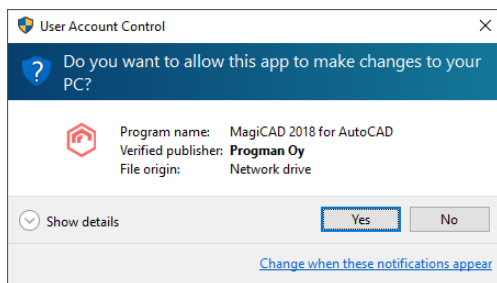 User Account Control
Do you want to allow this app to make changes to your
PC?
Program name: MagiCAD 2018 for AutoCAD
Verified publisher: Progman Oy
File origin: Network drive
Show details
Yes
No
Change when these notifications appear